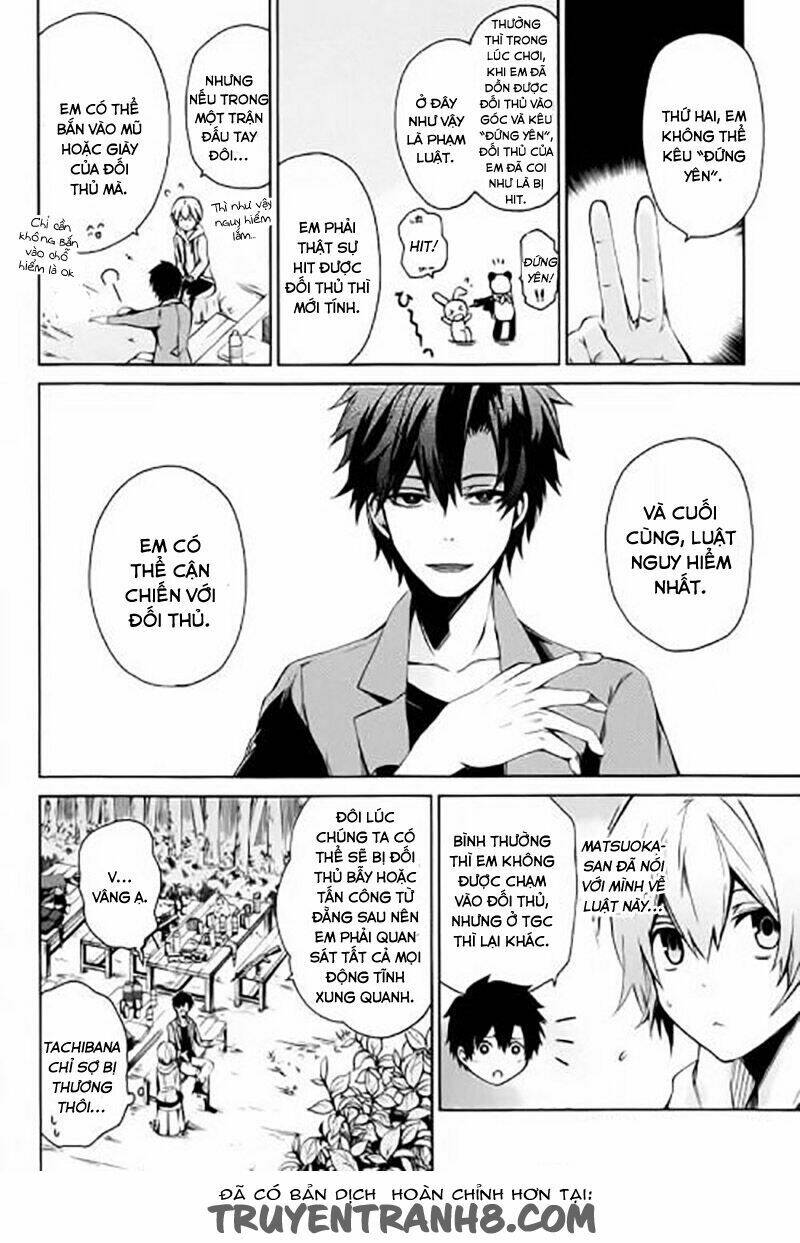 THỨ HAI, EM
KHÔNG THỂ
KÊU "ĐỨNG
YÊN".
THƯỜNG
THÌ TRONG
LÚC CHƠI,
KHI EM ĐÃ
DỒN ĐƯỢC
ĐỐI THỦ VÀO
GÓC VÀ KÊU
"ĐỨNG YÊN",
ĐỐI THỦ CỦA
EM ĐÃ COI
NHƯ LÀ BỊ
HIT.
Ở ĐÂY
NHƯ VẬY
LÀ PHẠM
LUẬT.
ĐỨNG
YÊN!
HIT!
EM PHẢI
THẬT SỰ
HIT ĐƯỢC
ĐỐI THỦ THÌ
MỚI TÍNH.
NHƯNG
NẾU TRONG
MỘT TRẬN
ĐẤU TAY
ĐÔI...
EM CÓ THỂ
BẮN VÀO MŨ
HOẶC GIÀY
CỦA ĐỐI
THỦ MÀ.
Thì như vậy
nguy hiểm
lắm..
Chỉ cần
không bắn
vào chỗ
hiểm là ok
VÀ CUỐI
CÙNG, LUẬT
NGUY HIỂM
NHẤT.
EM CÓ
THỂ CẬN
CHIẾN VỚI
ĐỐI THỦ.
MATSUOKA-
SAN ĐÃ NÓI
VỚI MÌNH VỀ
LUẬT NÀY...
BÌNH THƯỜNG
THÌ EM KHÔNG
ĐƯỢC CHẠM
VÀO ĐỐI THỦ,
NHƯNG Ở TGC
THÌ LẠI KHÁC.
ĐÔI LÚC
CHÚNG TA CÓ
THỂ SẼ BỊ ĐỐI
THỦ BẪY HOẶC
TẤN CÔNG TỪ
ĐẰNG SAU NÊN
EM PHẢI QUAN
SÁT TẤT CẢ MỌI
ĐỘNG TĨNH
XUNG QUANH.
V...
VÂNG Ạ.
TACHIBANA
CHỈ SỢ BỊ
THƯƠNG
THÔI...
ĐÃ CÓ BẢN DỊCH HOÀN CHỈNH HƠN TẠI:
TRUYENTRANH8.COM